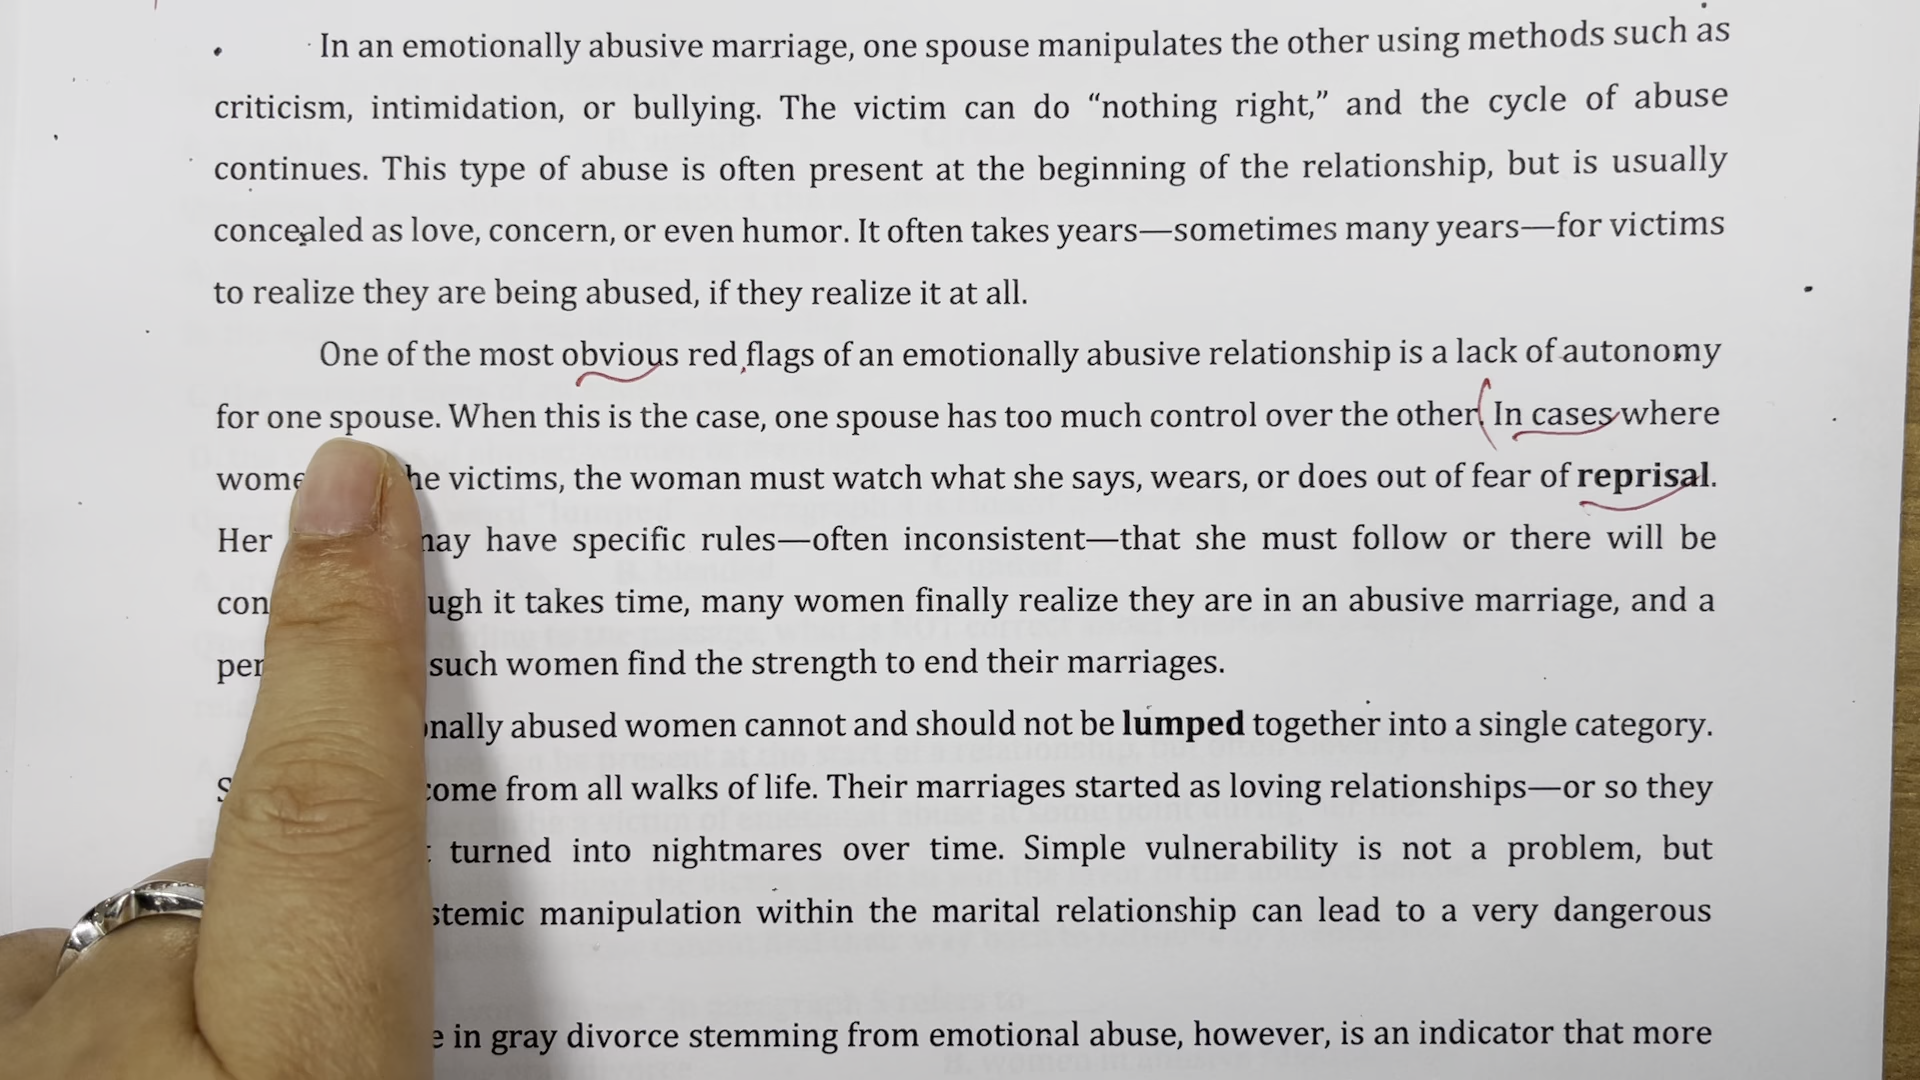 In an emotionally abusive marriage, one spouse manipulates the other using methods such as
criticism, intimidation, or bullying. The victim can do “nothing right,” and the cycle of abuse
continues. This type of abuse is often present at the beginning of the relationship, but is usually
concealed as love, concern, or even humor. It often takes years—sometimes many years—for victims
to realize they are being abused, if they realize it at all.
One of the most obvious red flags of an emotionally abusive relationship is a lack of autonomy
for one spouse. When this is the case, one spouse has too much control over the other. In cases where
victims, the woman must watch what she says, wears, or does out of fear of reprisal.
Her may have specific rules—often inconsistent—that she must follow or there will be
it takes time, many women finally realize they are in an abusive marriage, and a
such women find the strength to end their marriages.
abused women cannot and should not be lumped together into a single category.
come from all walks of life. Their marriages started as loving relationships—or so they
turned into nightmares over time. Simple vulnerability is not a problem, but
manipulation within the marital relationship can lead to a very dangerous
in gray divorce stemming from emotional abuse, however, is an indicator that more